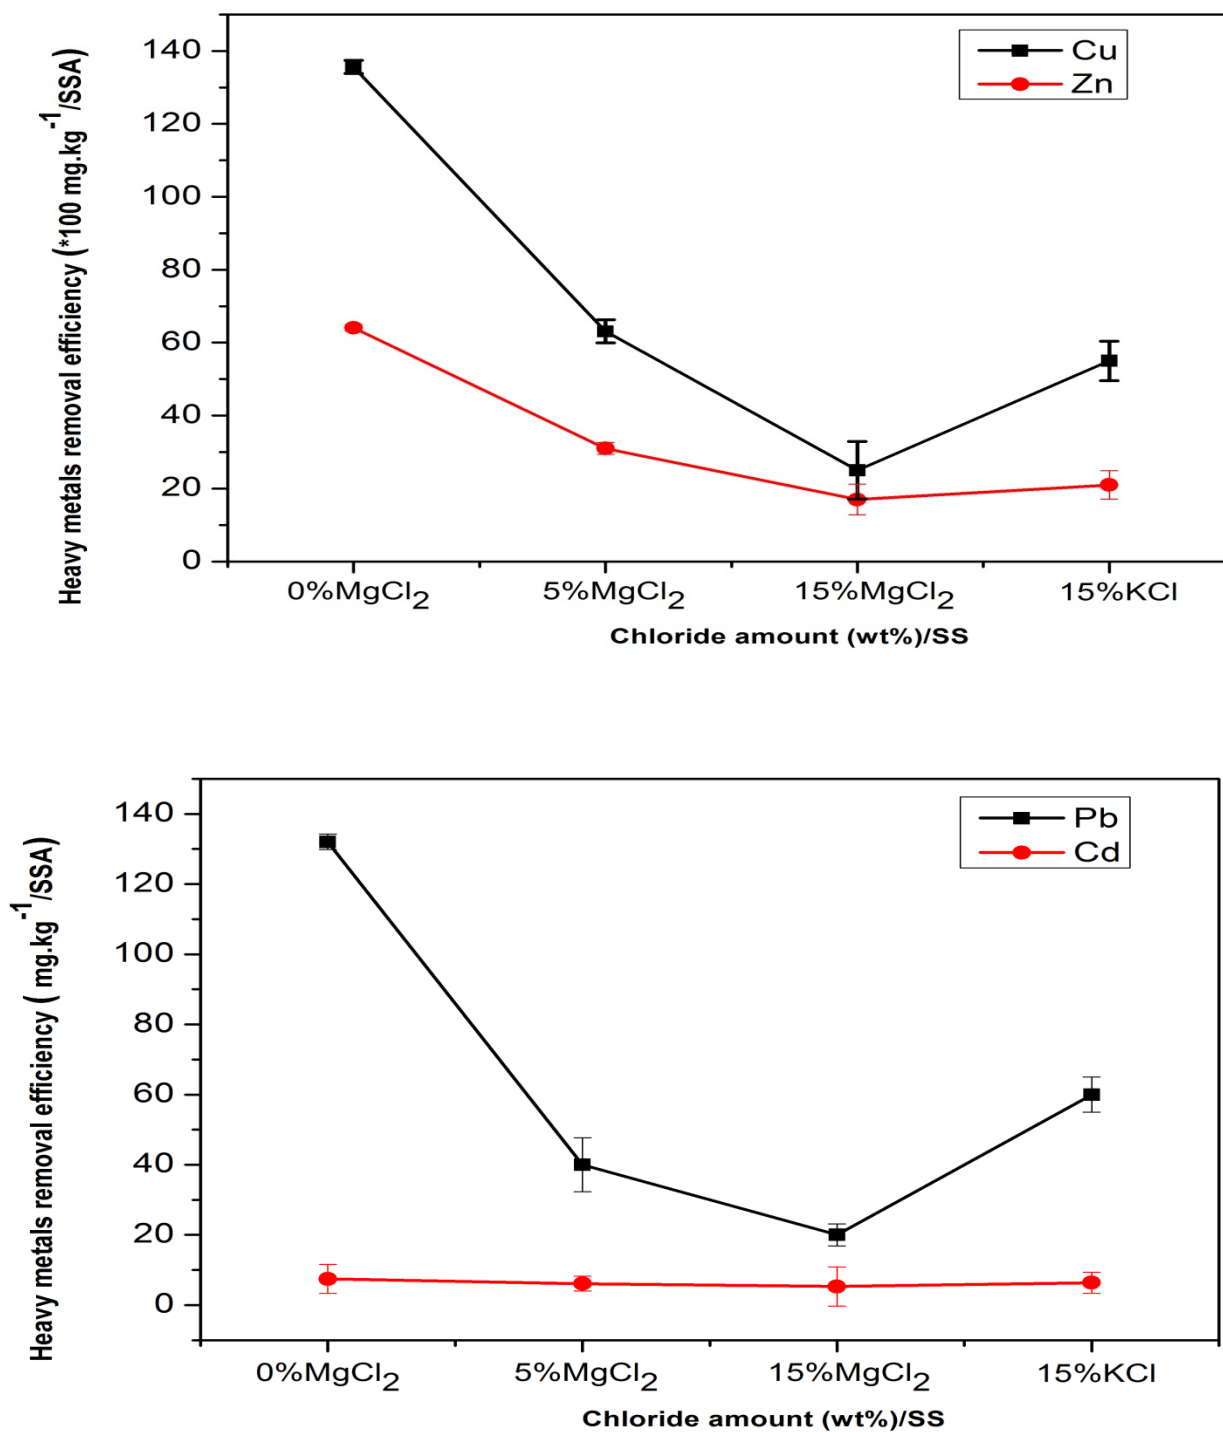 Heavy metals removal efficiency (*100 mg.kg⁻¹/SSA)
140
120
100
80
60
40
20
0
Cu
Zn
0%MgCl₂ 5%MgCl₂ 15%MgCl₂ 15%KCl
Chloride amount (wt%)/SS
Heavy metals removal efficiency ( mg.kg⁻¹/SSA)
140
120
100
80
60
40
20
0
Pb
Cd
0%MgCl₂ 5%MgCl₂ 15%MgCl₂ 15%KCl
Chloride amount (wt%)/SS